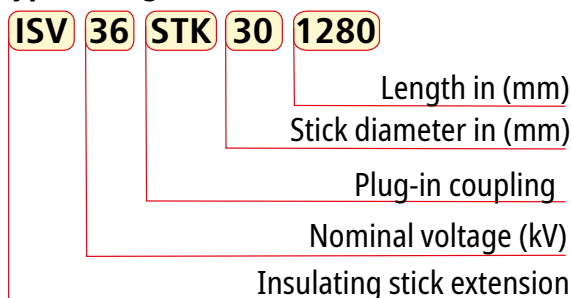 ISV 36 STK 30 1280
Length in (mm)
Stick diameter in (mm)
Plug-in coupling
Nominal voltage (kV)
Insulating stick extension